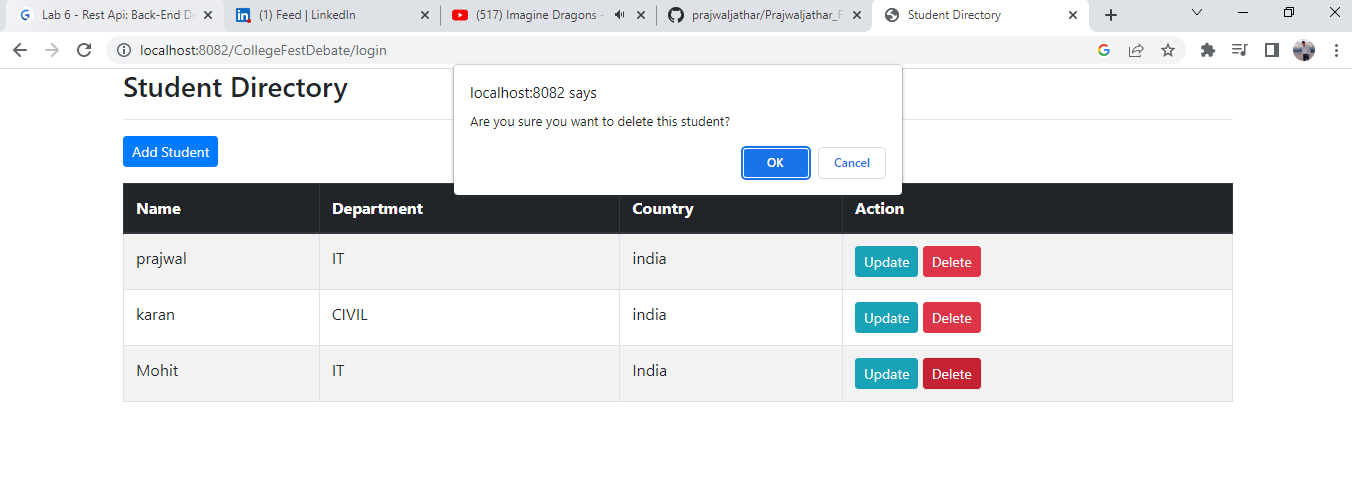 Lab 6 - Rest Api: Back-End D
(1) Feed | LinkedIn
(517) Imagine Dragons -
prajwaljathar/Prajwaljathar_F
Student Directory
localhost:8082/CollegeFestDebate/login
Student Directory
localhost:8082 says
Are you sure you want to delete this student?
OK Cancel
Add Student
Name Department Country Action
prajwal IT india Update Delete
karan CIVIL india Update Delete
Mohit IT India Update Delete